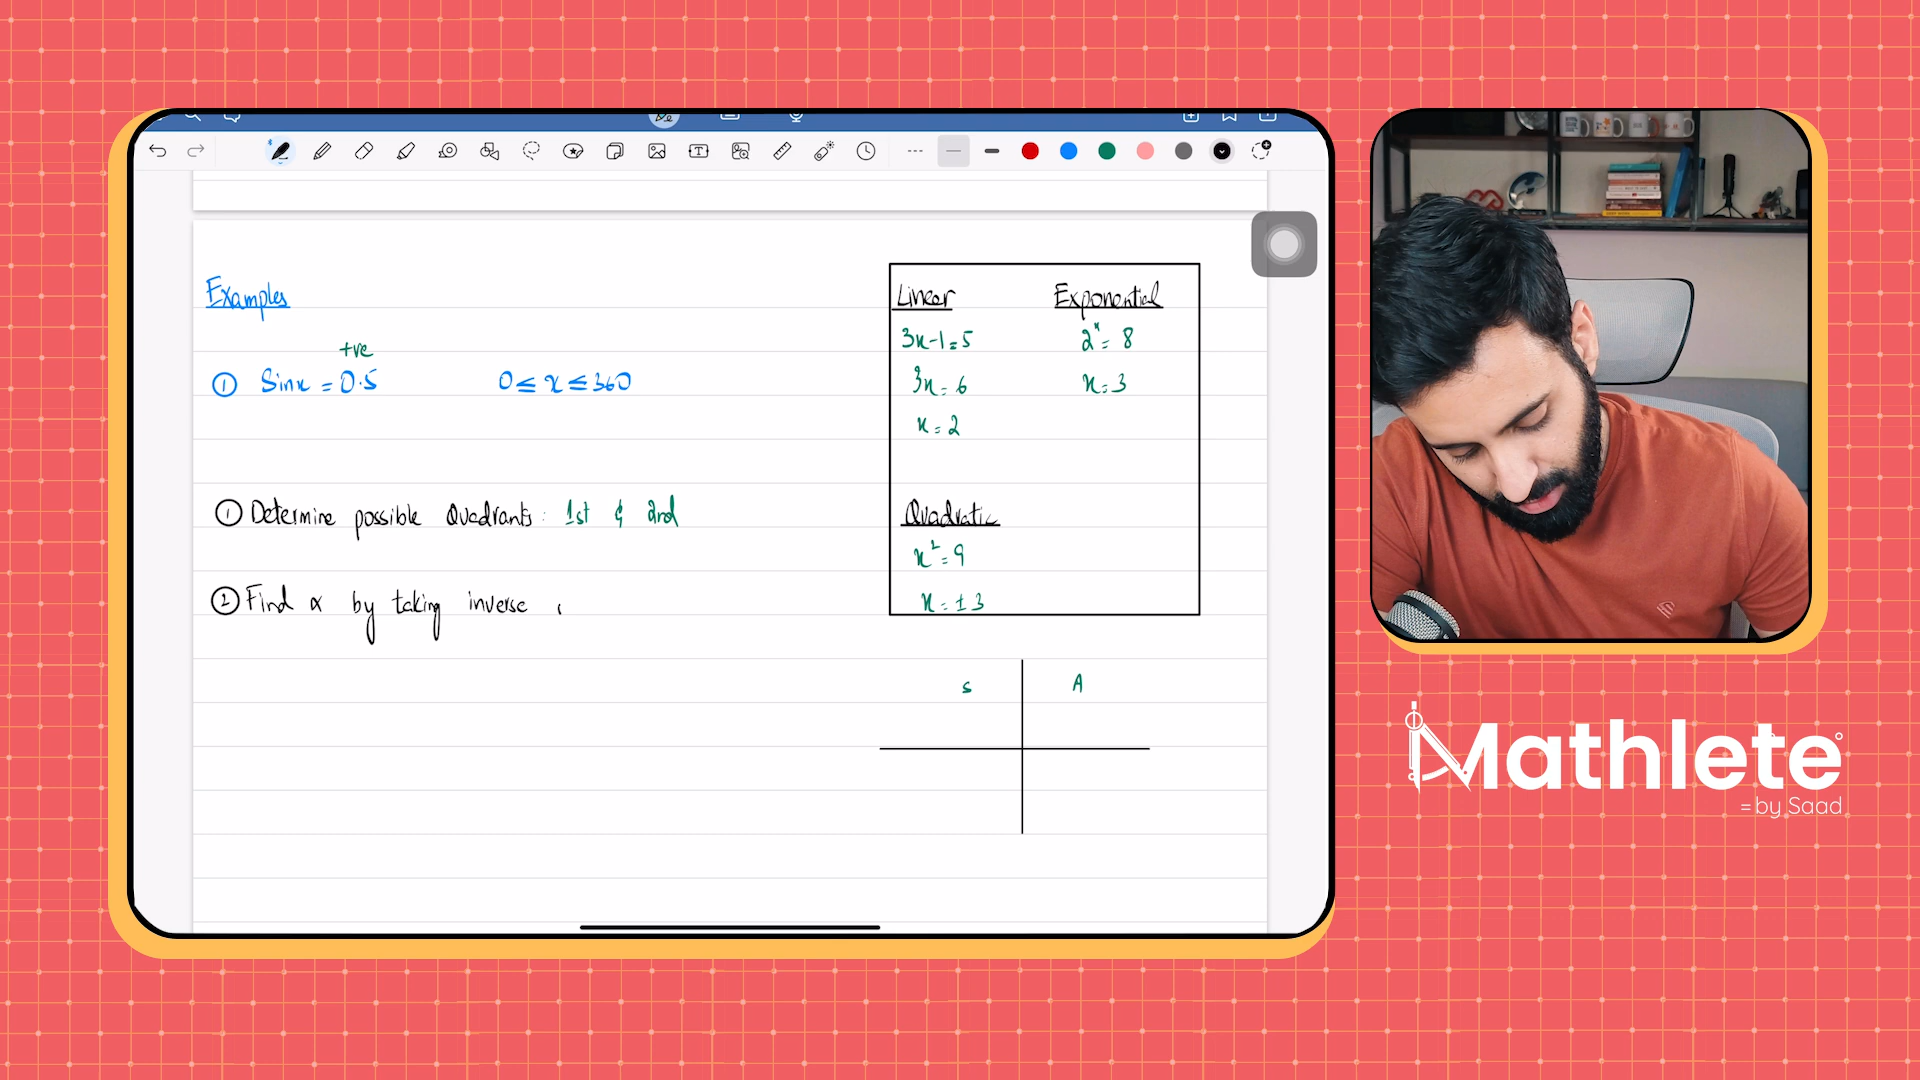 Examples
+ve
① Sinx = 0.5 0 ≤ x ≤ 360
① Determine possible Quadrants : 1st & 2nd
② Find α by taking inverse
Linear Exponential
3x-1=5 2ˣ= 8
3x= 6 x=3
x= 2
Quadratic
x²=9
x= ±3
S A
Mathlete
= by Saad